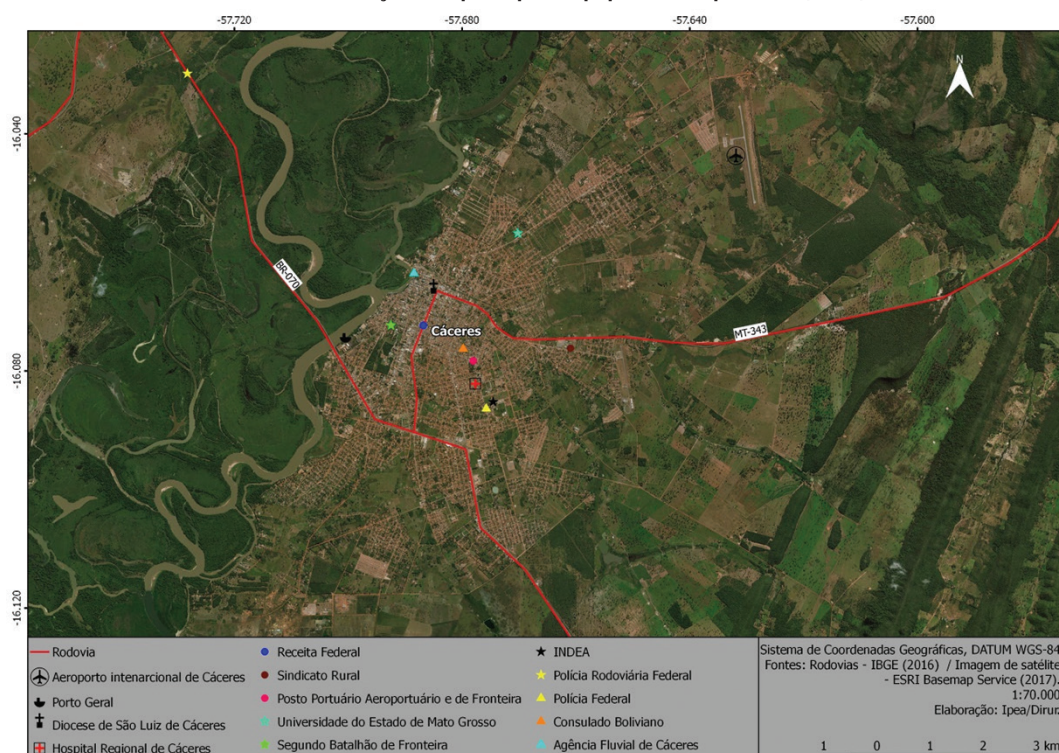 -57.720 -57.680 -57.640 -57.600
N
-16.040
BR-070
Cáceres
MT-343
-16.080
-16.120
Rodovia
Aeroporto intenarcional de Cáceres
Porto Geral
Diocese de São Luiz de Cáceres
Hospital Regional de Cáceres
Receita Federal
Sindicato Rural
Posto Portuário Aeroportuário e de Fronteira
Universidade do Estado de Mato Grosso
Segundo Batalhão de Fronteira
INDEA
Polícia Rodoviária Federal
Polícia Federal
Consulado Boliviano
Agência Fluvial de Cáceres
Sistema de Coordenadas Geográficas, DATUM WGS-84
Fontes: Rodovias - IBGE (2016) / Imagem de satélite
- ESRI Basemap Service (2017).
1:70.000
Elaboração: Ipea/Dirur.
1 0 1 2 3 km